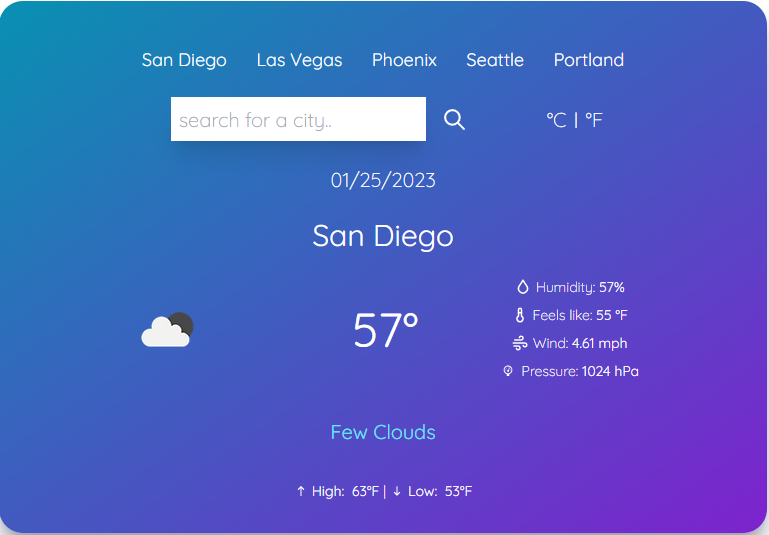 San Diego Las Vegas Phoenix Seattle Portland
search for a city.. °C | °F
01/25/2023
San Diego
Humidity: 57%
57°
Feels like: 55 °F
Wind: 4.61 mph
Pressure: 1024 hPa
Few Clouds
↑ High: 63°F | ↓ Low: 53°F